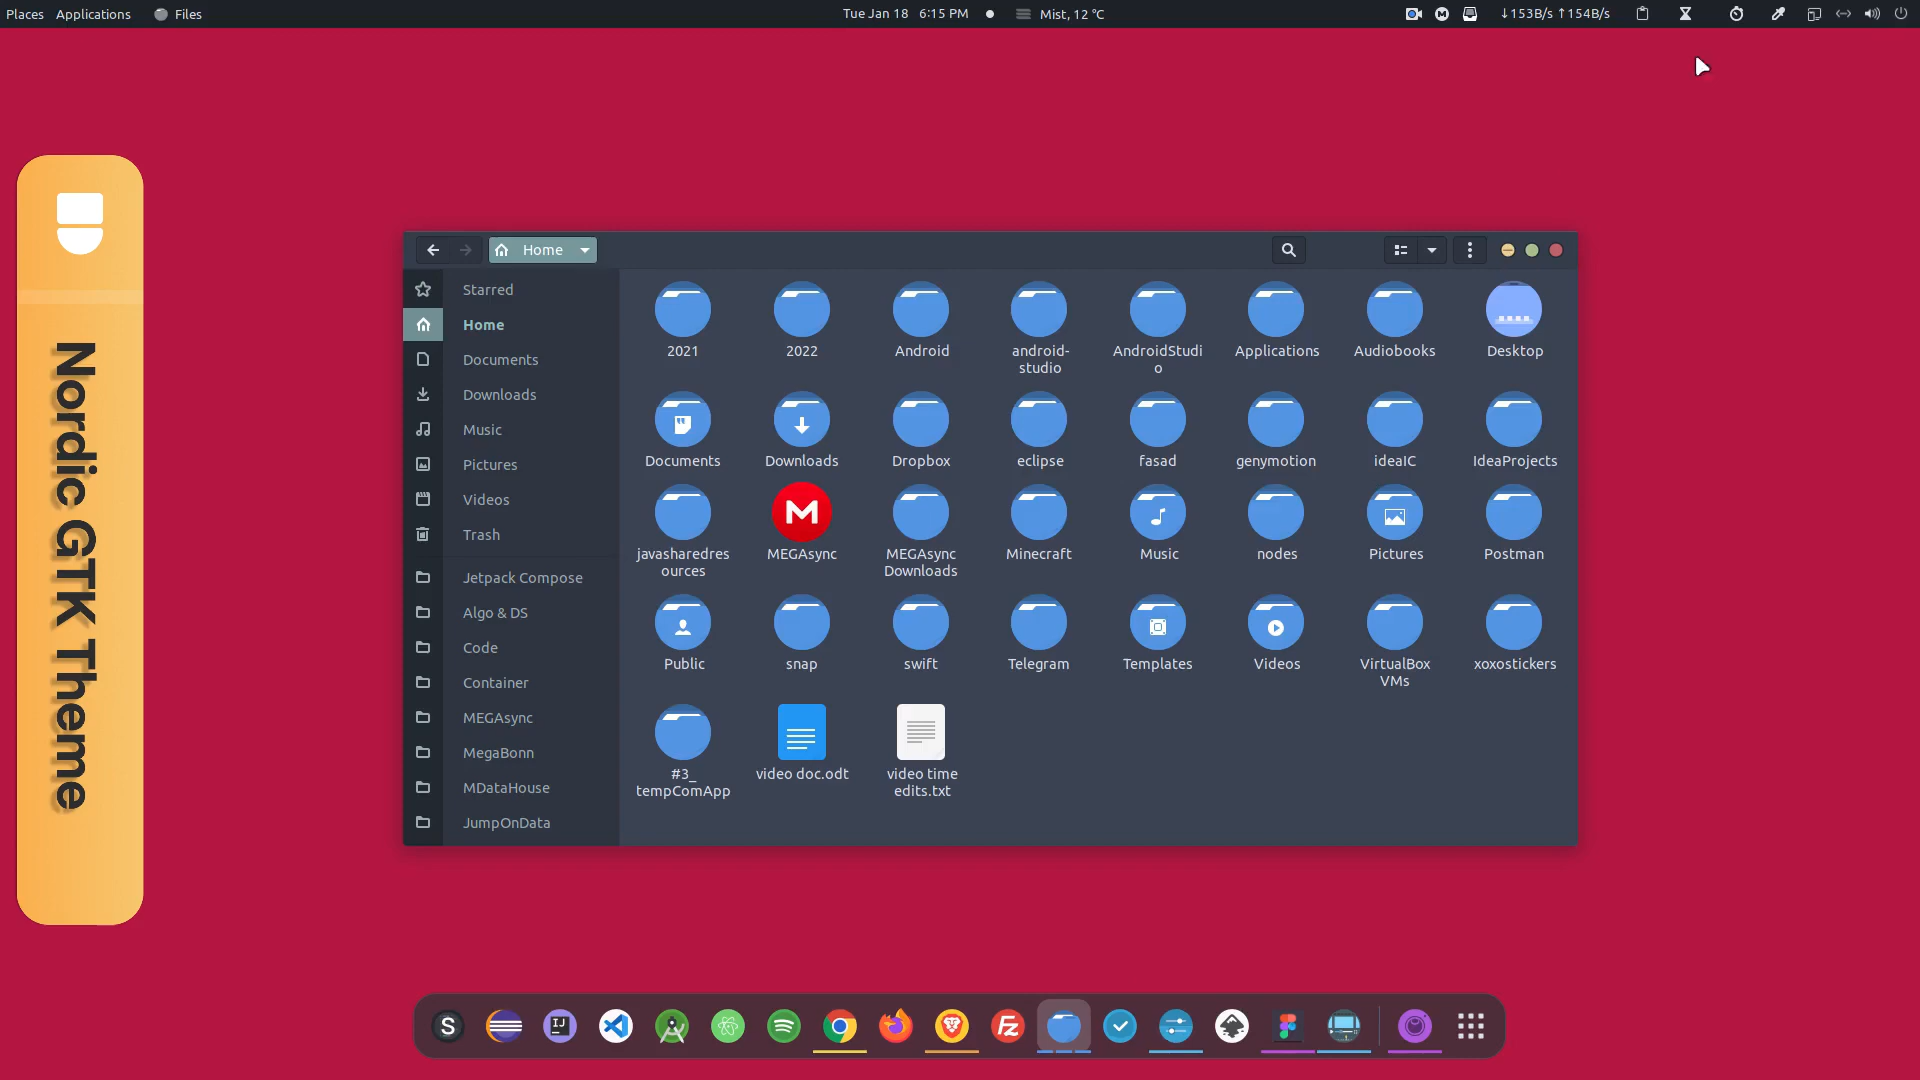 Places Applications Files
Tue Jan 18 6:15 PM
Mist, 12 °C
↓153B/s ↑154B/s
Nordic GTK Theme
Home
Starred
Home
Documents
Downloads
Music
Pictures
Videos
Trash
Jetpack Compose
Algo & DS
Code
Container
MEGAsync
MegaBonn
MDataHouse
JumpOnData
2021
2022
Android
android-
studio
AndroidStudi
o
Applications
Audiobooks
Desktop
Documents
Downloads
Dropbox
eclipse
fasad
genymotion
ideaIC
IdeaProjects
javasharedres
ources
MEGAsync
MEGAsync
Downloads
Minecraft
Music
nodes
Pictures
Postman
Public
snap
swift
Telegram
Templates
Videos
VirtualBox
VMs
xoxostickers
#3_
tempComApp
video doc.odt
video time
edits.txt